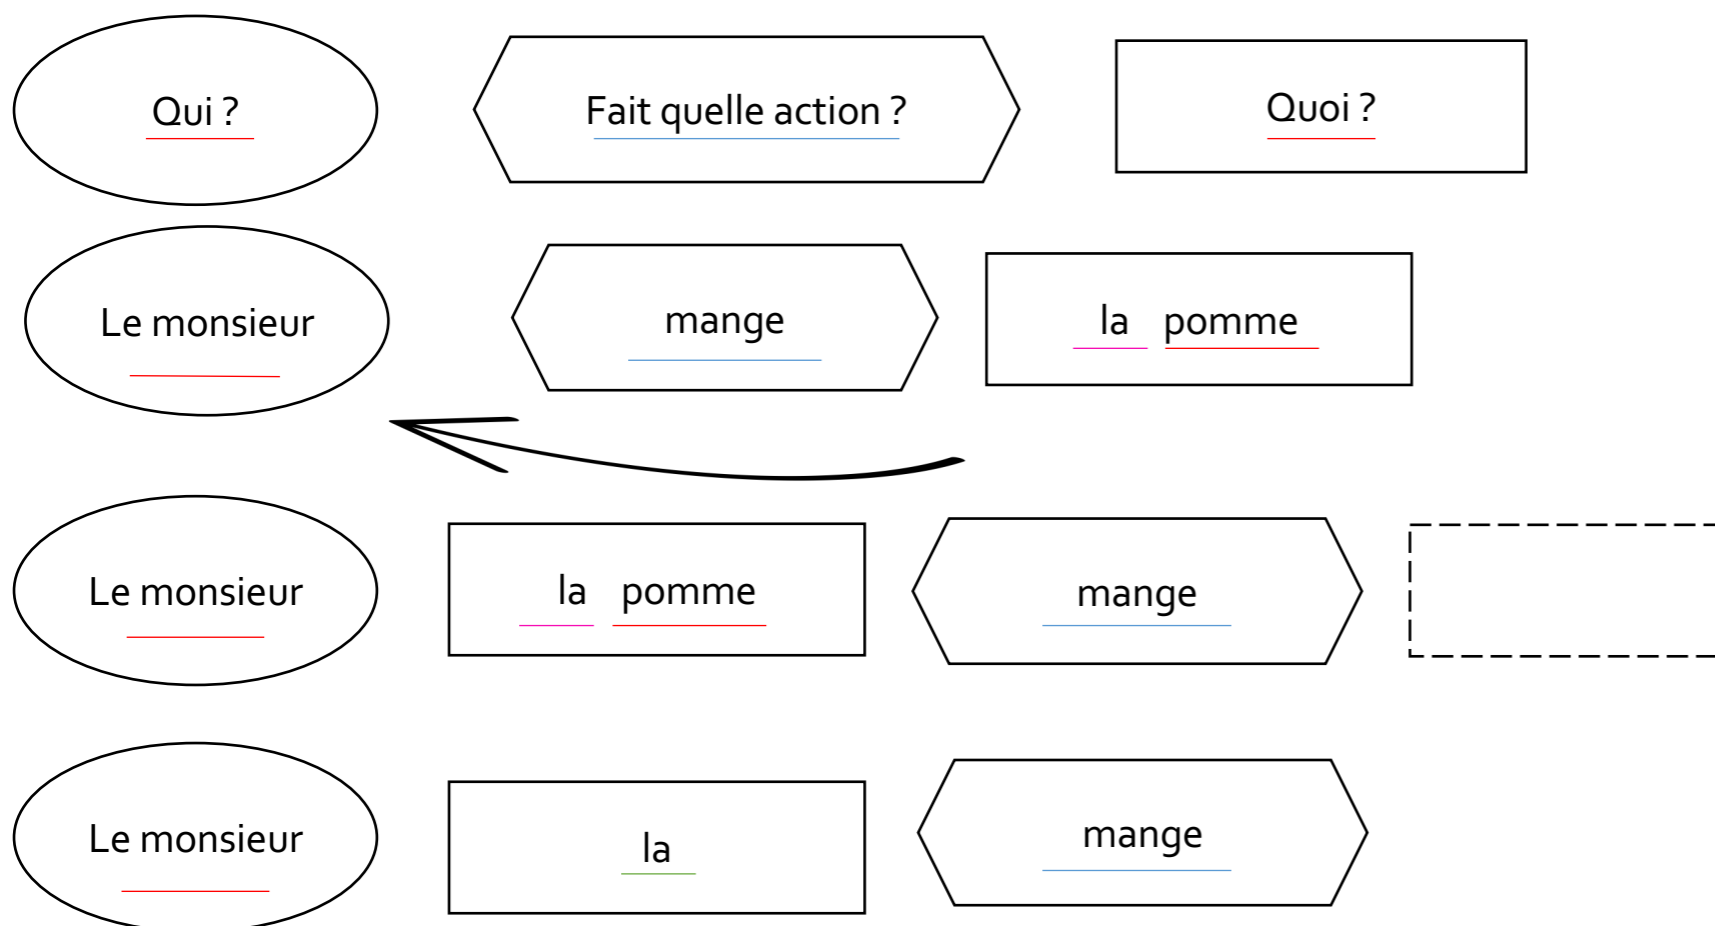 Qui ? Fait quelle action ? Quoi ?
Le monsieur mange la pomme
Le monsieur la pomme mange
Le monsieur la mange